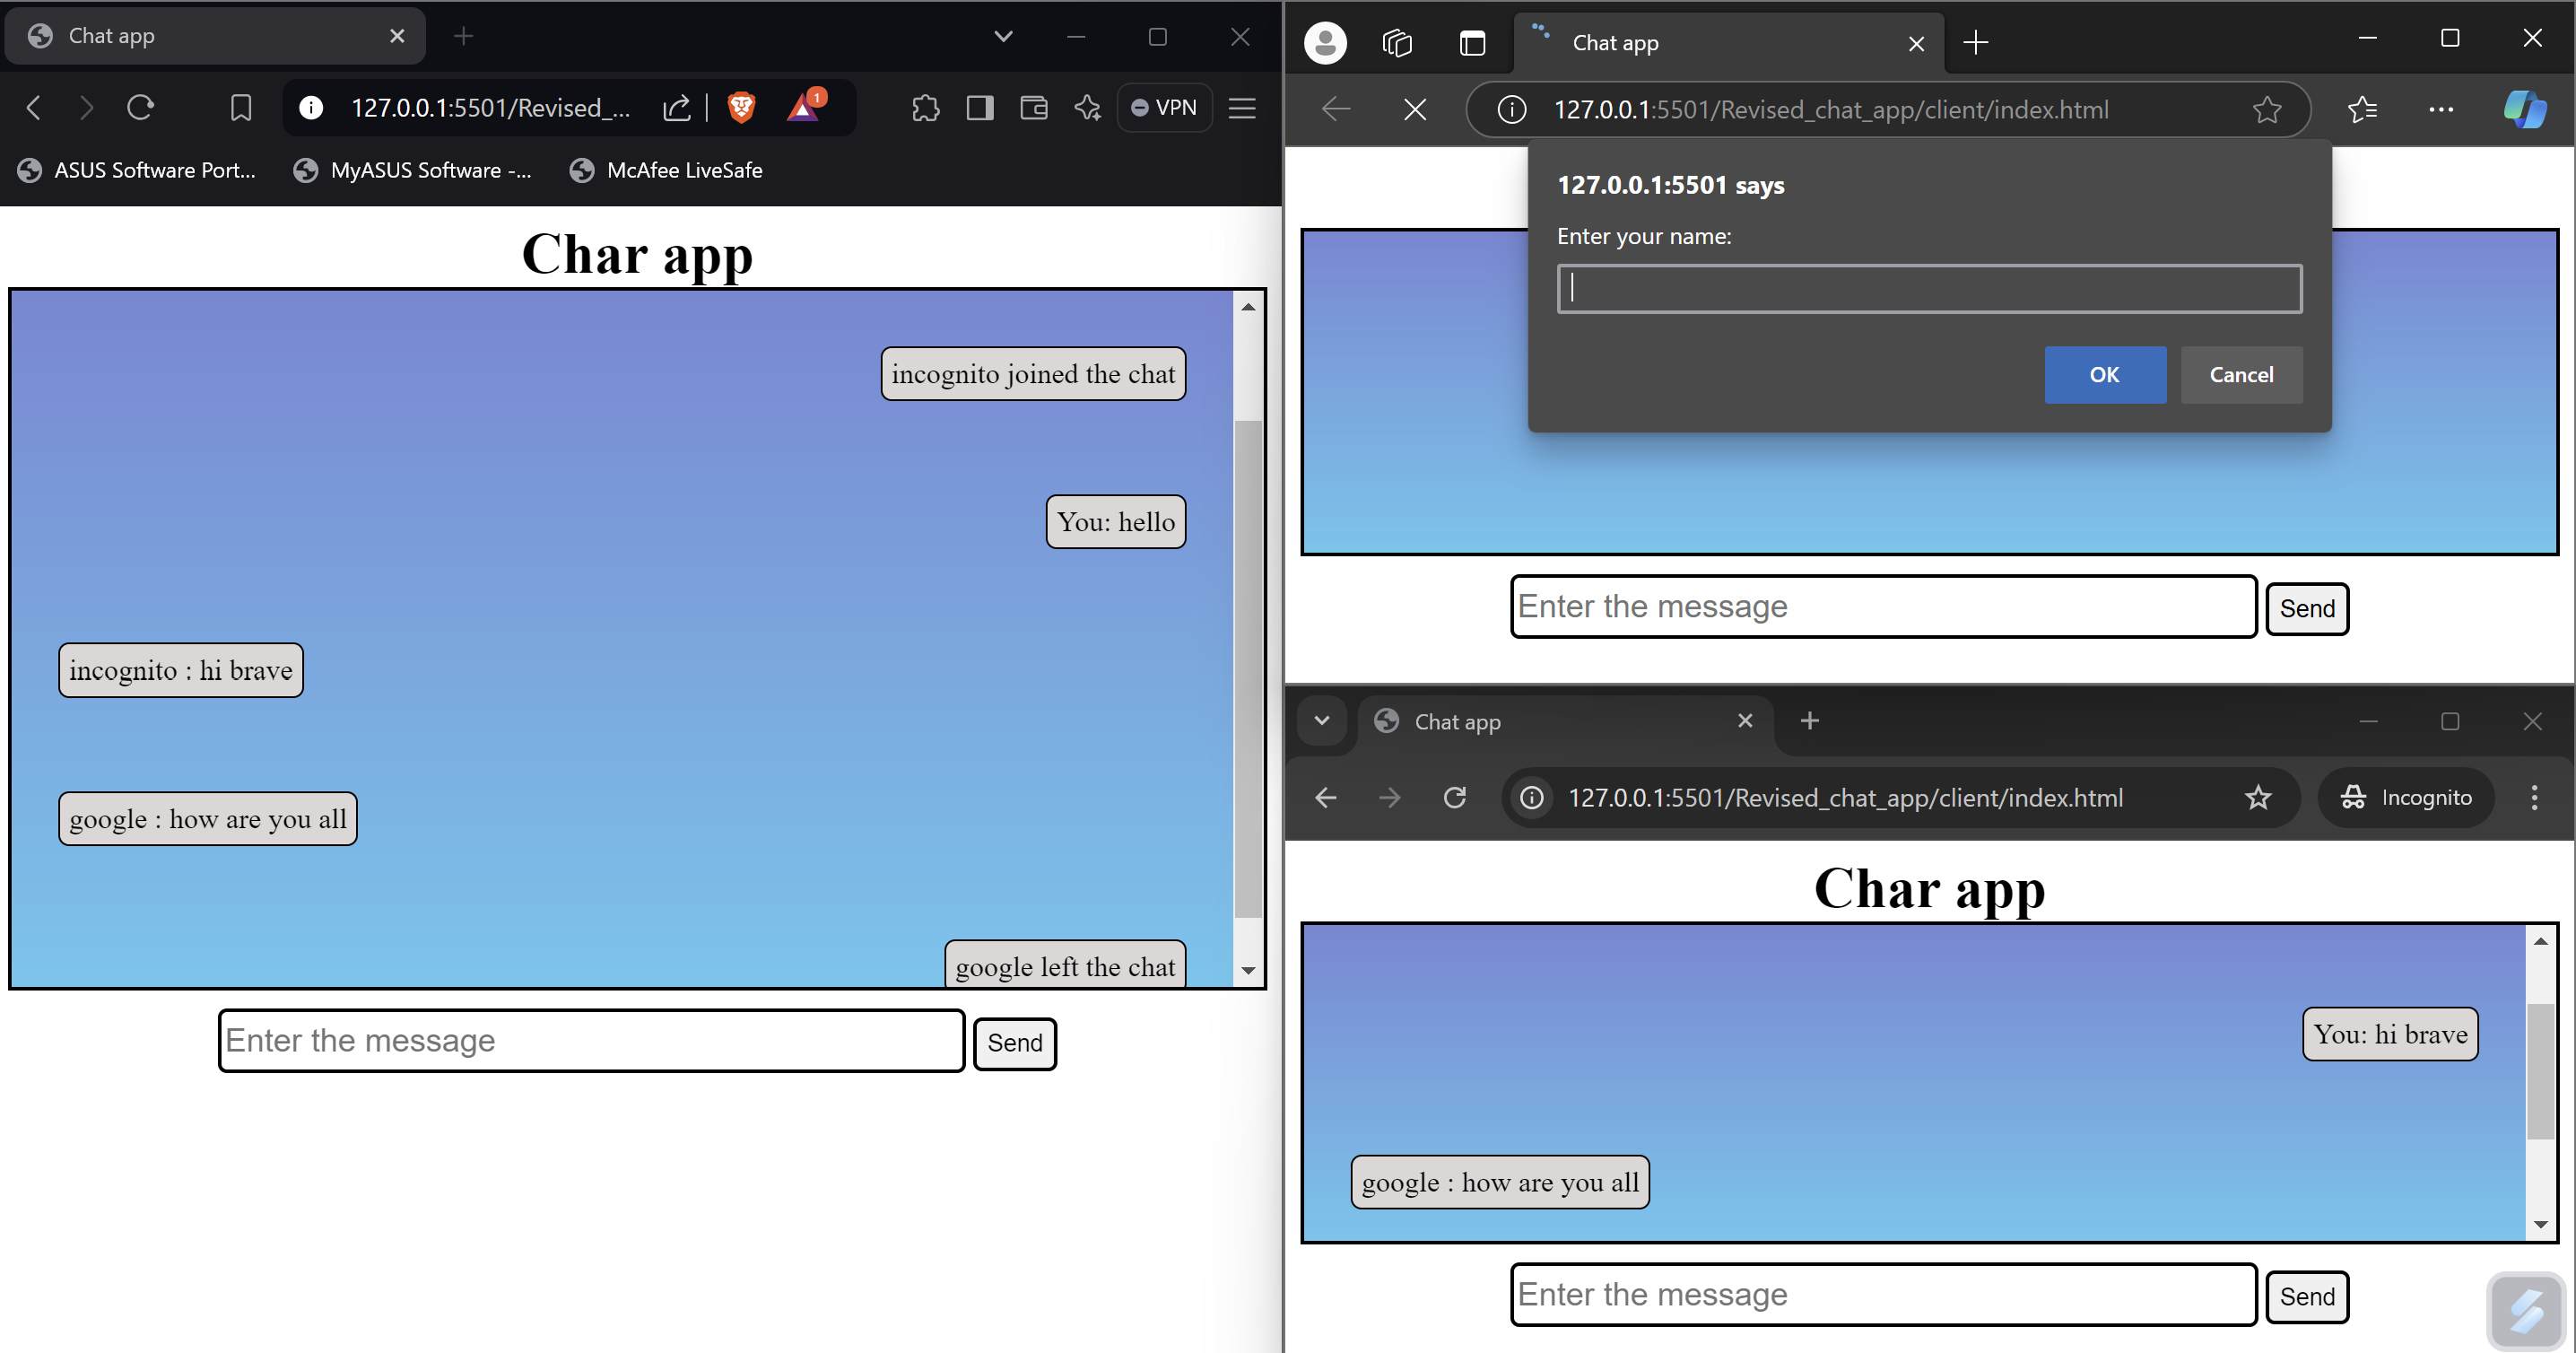 Chat app
127.0.0.1:5501/Revised_...
1
VPN
ASUS Software Port...
MyASUS Software -...
McAfee LiveSafe
Char app
incognito joined the chat
You: hello
incognito : hi brave
google : how are you all
google left the chat
Enter the message
Send
Chat app
127.0.0.1:5501/Revised_chat_app/client/index.html
127.0.0.1:5501 says
Enter your name:
OK
Cancel
Enter the message
Send
Chat app
127.0.0.1:5501/Revised_chat_app/client/index.html
Incognito
Char app
You: hi brave
google : how are you all
Enter the message
Send